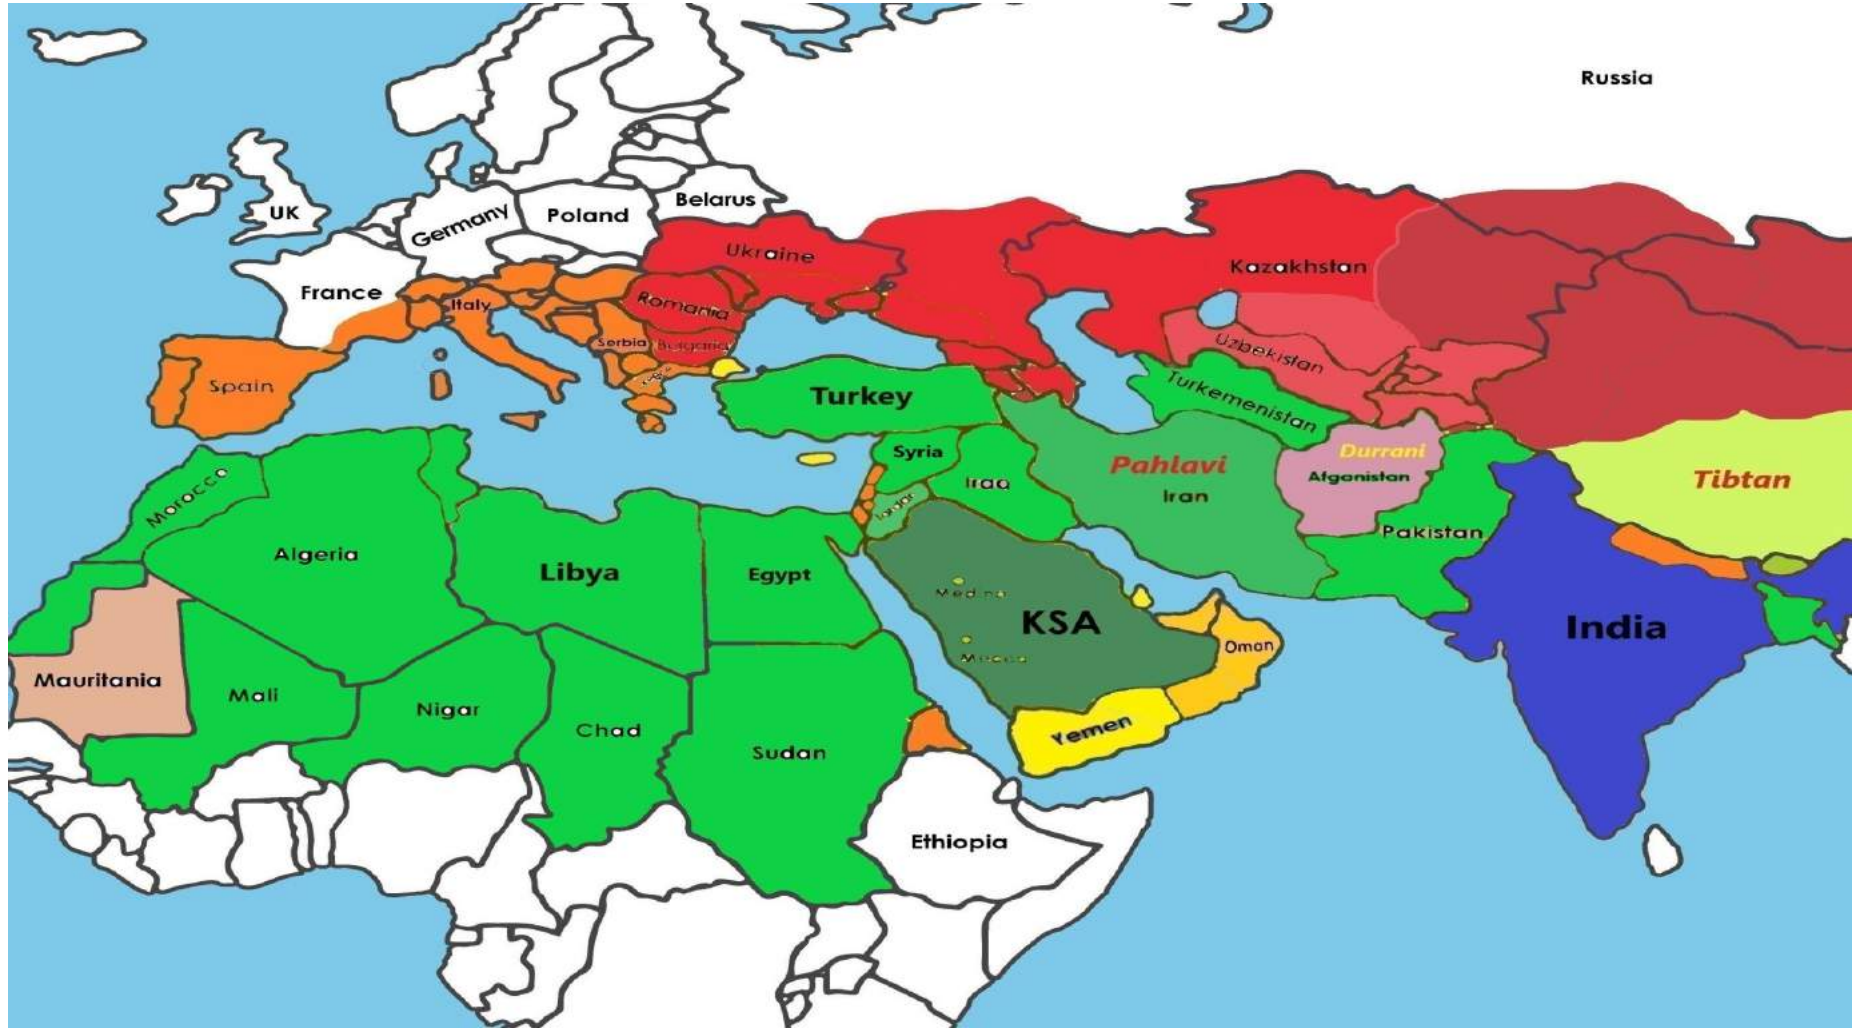 Russia
UK
Germany
Poland
Belarus
France
Ukraine
Kazakhstan
Italy
Romania
Serbia
Bulgaria
Uzbekistan
Spain
Turkey
Turkemenistan
Morocco
Syria
Iraq
Pahlavi
Iran
Durrani
Afganistan
Tibtan
Pakistan
Algeria
Libya
Egypt
Medina
KSA
India
Mecca
Oman
Mauritania
Mali
Nigar
Chad
Sudan
Yemen
Ethiopia